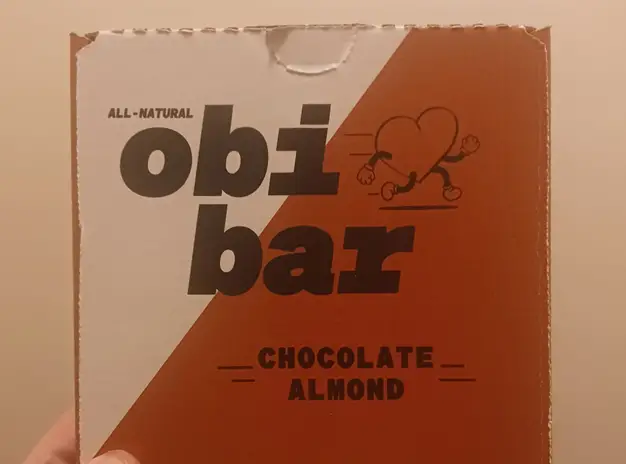 ALL-NATURAL
obi
bar
CHOCOLATE
ALMOND